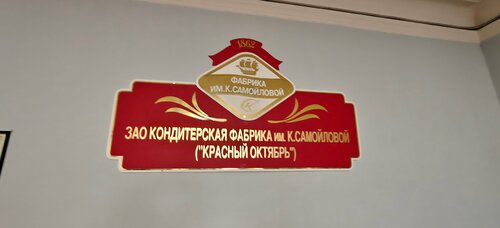 1862
ФАБРИКА
ИМ.К.САМОЙЛОВОЙ
ЗАО КОНДИТЕРСКАЯ ФАБРИКА ИМ. К.САМОЙЛОВОЙ
("КРАСНЫЙ ОКТЯБРЬ")